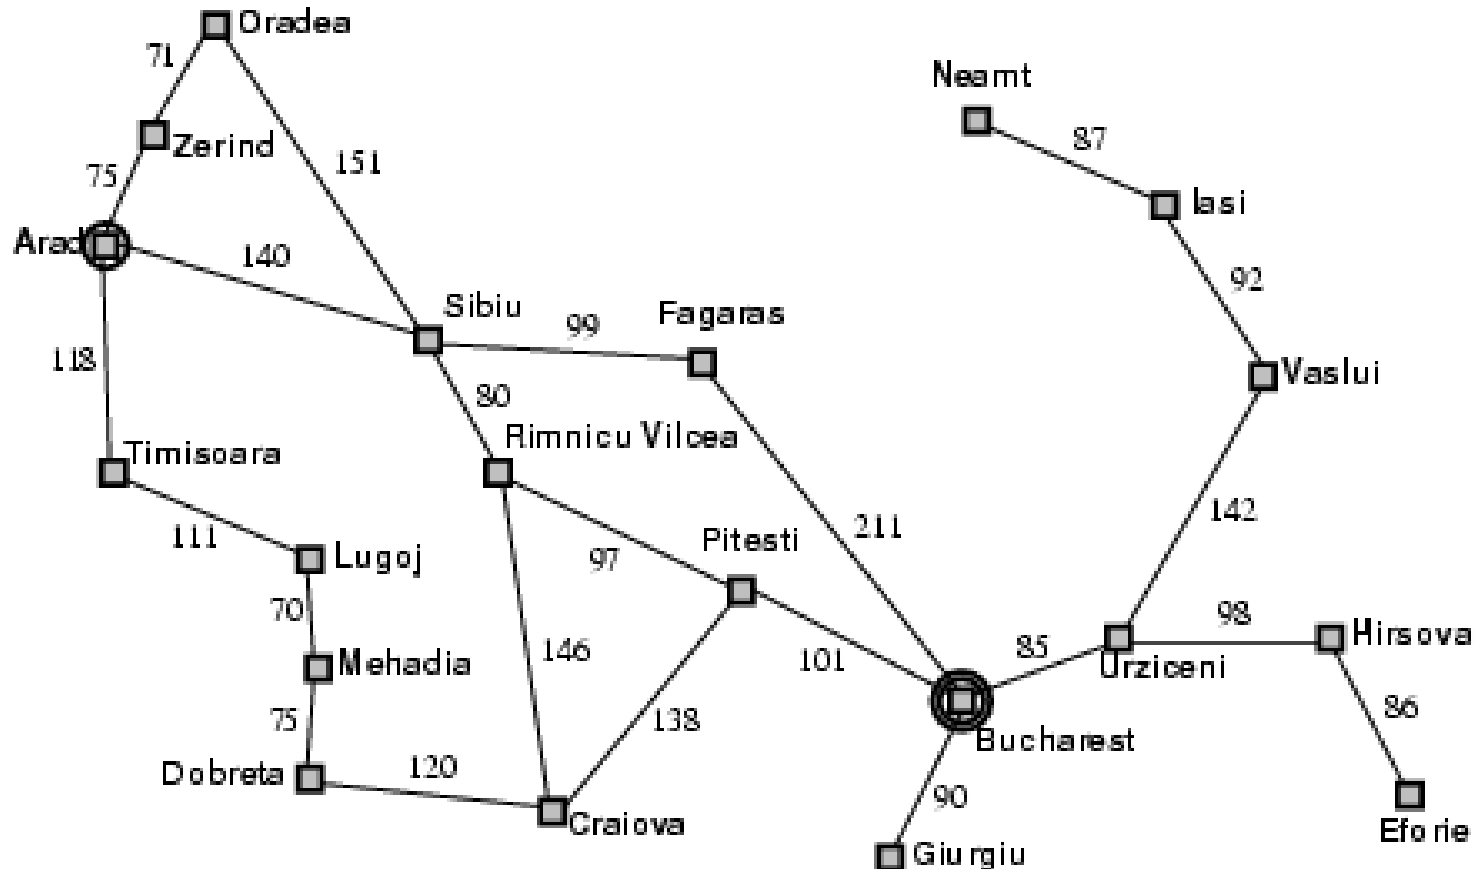 Oradea
71
Neamt
87
Zerind
151
75
Iasi
Arad
140
92
Sibiu
Fagaras
99
118
80
Vaslui
Rimnicu Vilcea
Timisoara
211
142
111
Pitesti
97
Lugoj
70
98
Hirsova
146
101
85
Mehadia
Urziceni
75
138
86
Bucharest
Dobreta
120
90
Craiova
Eforie
Giurgiu